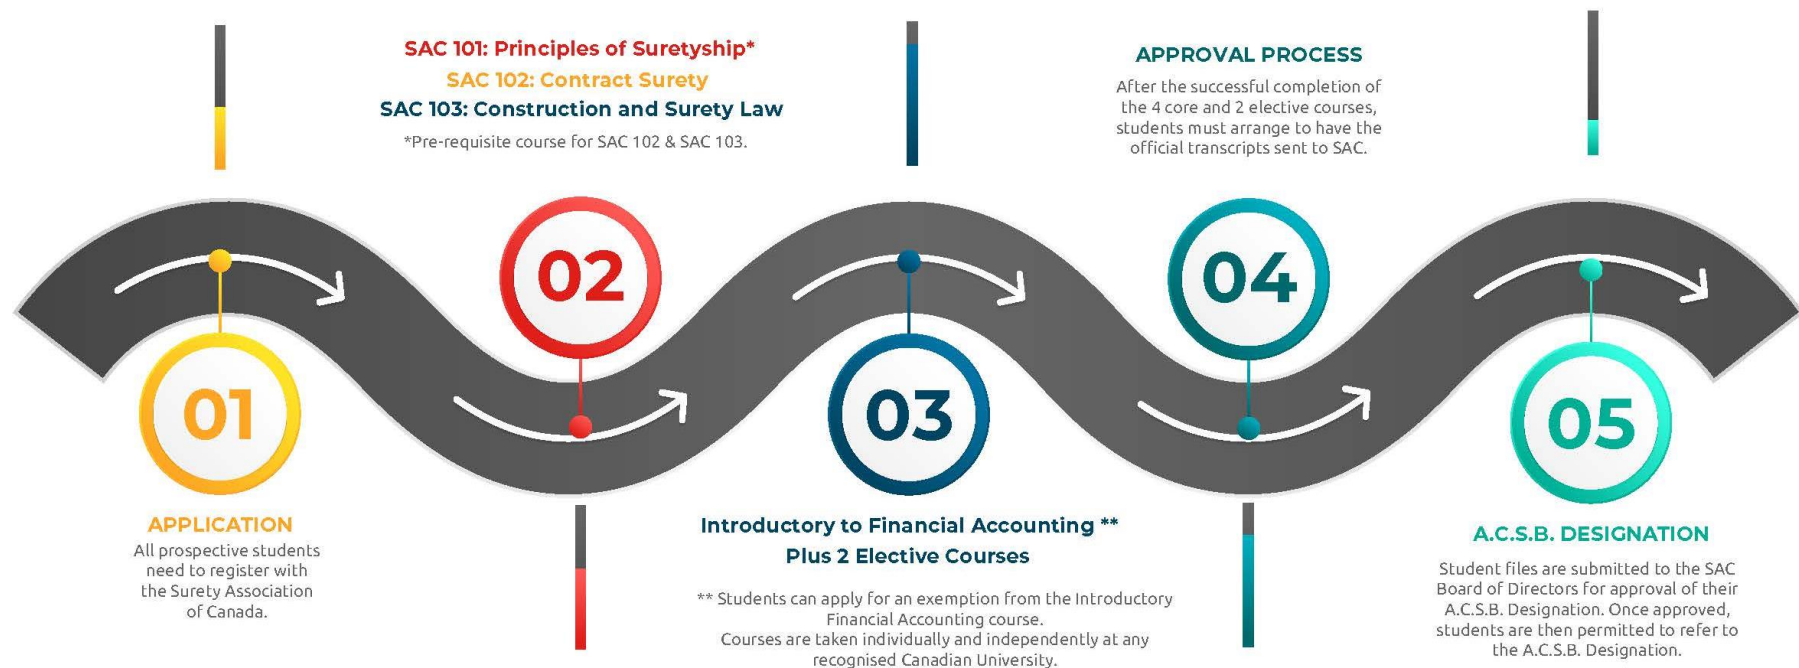 01
APPLICATION
All prospective students
need to register with
the Surety Association
of Canada.
SAC 101: Principles of Suretyship*
SAC 102: Contract Surety
SAC 103: Construction and Surety Law
*Pre-requisite course for SAC 102 & SAC 103.
02
03
Introductory to Financial Accounting **
Plus 2 Elective Courses
** Students can apply for an exemption from the Introductory
Financial Accounting course.
Courses are taken individually and independently at any
recognised Canadian University.
APPROVAL PROCESS
After the successful completion of
the 4 core and 2 elective courses,
students must arrange to have the
official transcripts sent to SAC.
04
05
A.C.S.B. DESIGNATION
Student files are submitted to the SAC
Board of Directors for approval of their
A.C.S.B. Designation. Once approved,
students are then permitted to refer to
the A.C.S.B. Designation.